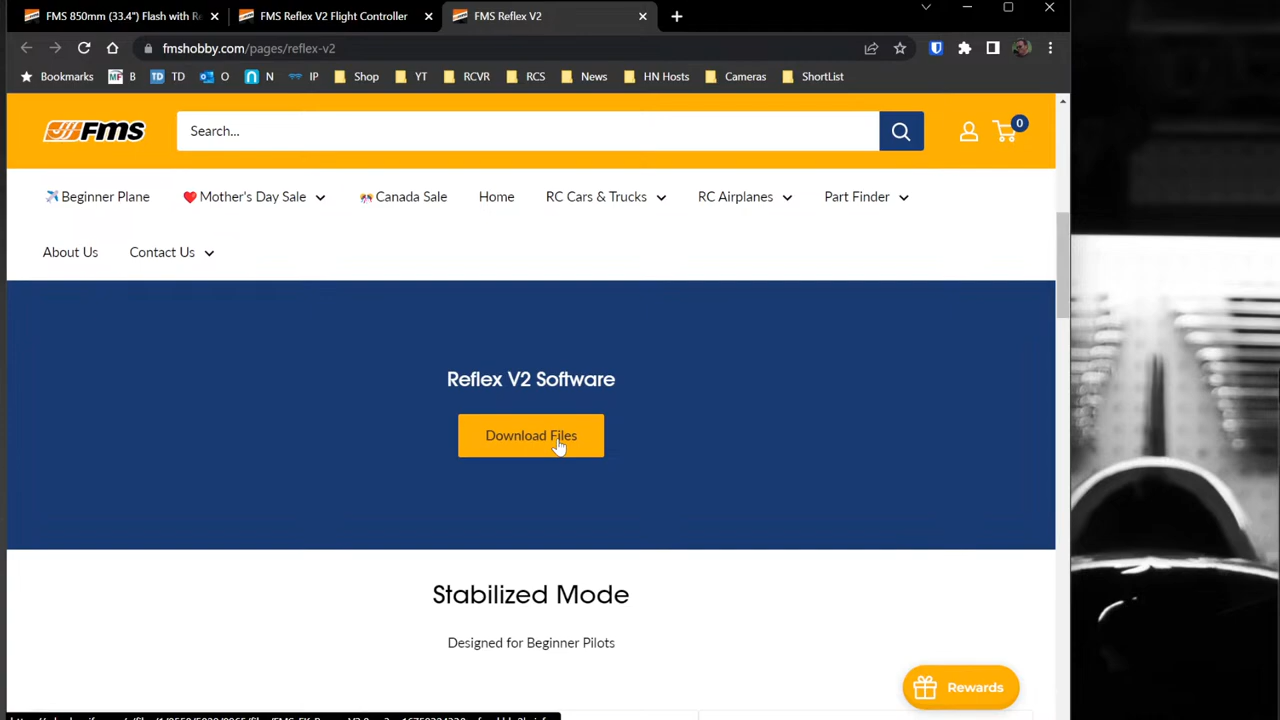 FMS 850mm (33.4") Flash with Re
FMS Reflex V2 Flight Controller
FMS Reflex V2
fmshobby.com/pages/reflex-v2
Bookmarks MF B TD TD O N IP Shop YT RCVR RCS News HN Hosts Cameras ShortList
FMS
Search...
0
Beginner Plane Mother's Day Sale Canada Sale Home RC Cars & Trucks RC Airplanes Part Finder
About Us Contact Us
Reflex V2 Software
Download Files
Stabilized Mode
Designed for Beginner Pilots
Rewards